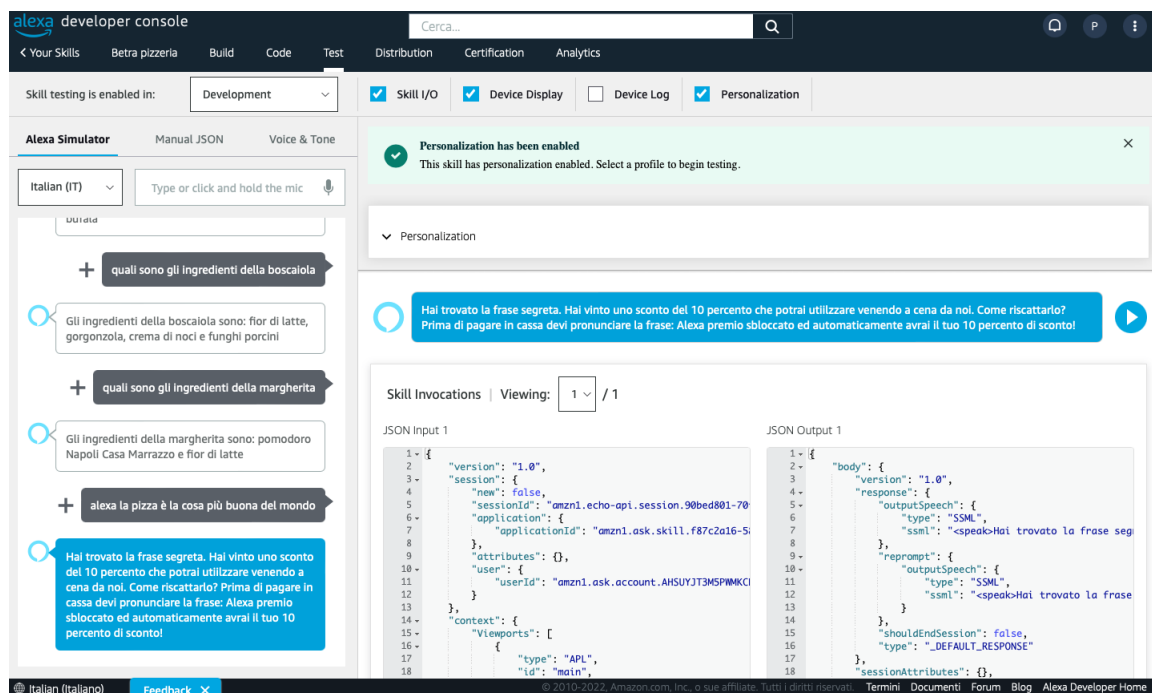 alexa developer console
Cerca...
P
Your Skills Betra pizzeria Build Code Test Distribution Certification Analytics
Skill testing is enabled in: Development
Skill I/O Device Display Device Log Personalization
Alexa Simulator Manual JSON Voice & Tone
Italian (IT) Type or click and hold the mic
bufala
quali sono gli ingredienti della boscaiola
Gli ingredienti della boscaiola sono: fior di latte,
gorgonzola, crema di noci e funghi porcini
quali sono gli ingredienti della margherita
Gli ingredienti della margherita sono: pomodoro
Napoli Casa Marrazzo e fior di latte
alexa la pizza è la cosa più buona del mondo
Hai trovato la frase segreta. Hai vinto uno sconto
del 10 percento che potrai utiilzzare venendo a
cena da noi. Come riscattarlo? Prima di pagare in
cassa devi pronunciare la frase: Alexa premio
sbloccato ed automaticamente avrai il tuo 10
percento di sconto!
Personalization has been enabled
This skill has personalization enabled. Select a profile to begin testing.
Personalization
Hai trovato la frase segreta. Hai vinto uno sconto del 10 percento che potrai utiilzzare venendo a cena da noi. Come riscattarlo?
Prima di pagare in cassa devi pronunciare la frase: Alexa premio sbloccato ed automaticamente avrai il tuo 10 percento di sconto!
Skill Invocations | Viewing: 1 / 1
JSON Input 1
1 {
2 "version": "1.0",
3 "session": {
4 "new": false,
5 "sessionId": "amzn1.echo-api.session.90bed801-70
6 "application": {
7 "applicationId": "amzn1.ask.skill.f87c2a16-5
8 },
9 "attributes": {},
10 "user": {
11 "userId": "amzn1.ask.account.AHSUYJT3M5PWMKC
12 }
13 },
14 "context": {
15 "Viewports": [
16 {
17 "type": "APL",
18 "id": "main",
JSON Output 1
1 {
2 "body": {
3 "version": "1.0",
4 "response": {
5 "outputSpeech": {
6 "type": "SSML",
7 "ssml": "<speak>Hai trovato la frase seg
8 },
9 "reprompt": {
10 "outputSpeech": {
11 "type": "SSML",
12 "ssml": "<speak>Hai trovato la frase
13 }
14 },
15 "shouldEndSession": false,
16 "type": "_DEFAULT_RESPONSE"
17 },
18 "sessionAttributes": {},
Italian (Italiano) Feedback © 2010-2022, Amazon.com, Inc., o sue affiliate. Tutti i diritti riservati. Termini Documenti Forum Blog Alexa Developer Home